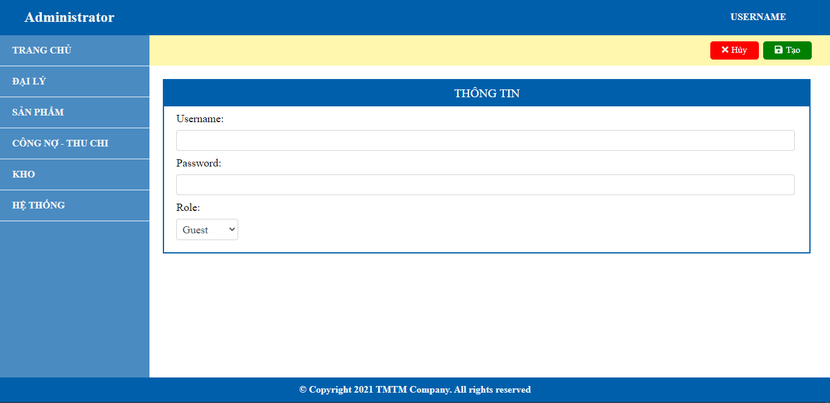 Administrator
USERNAME
TRANG CHỦ
ĐẠI LÝ
SẢN PHẨM
CÔNG NỢ - THU CHI
KHO
HỆ THỐNG
Hủy
Tạo
THÔNG TIN
Username:
Password:
Role:
Guest
© Copyright 2021 TMTM Company. All rights reserved